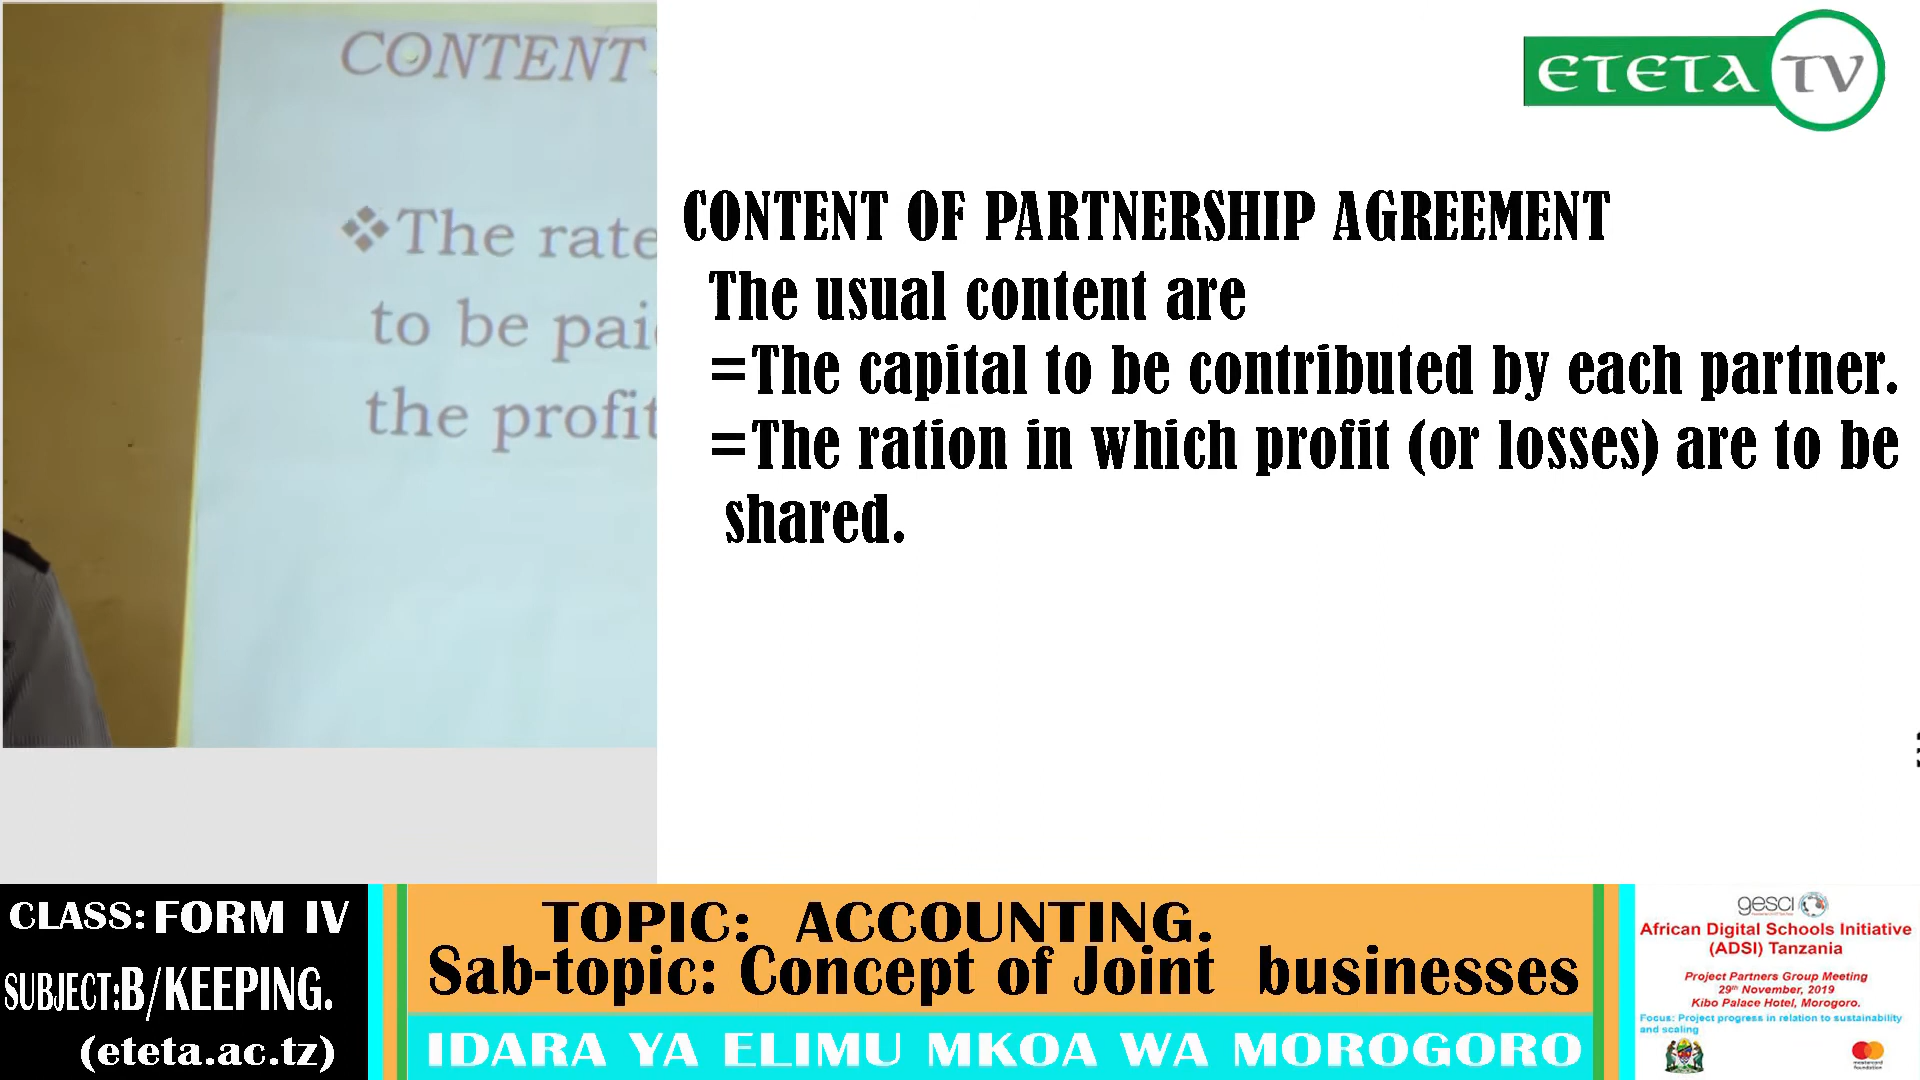 CONTENT
❖The rate
to be paid
the profit
ETETA TV
CONTENT OF PARTNERSHIP AGREEMENT
The usual content are
=The capital to be contributed by each partner.
=The ration in which profit (or losses) are to be
shared.
CLASS: FORM IV
SUBJECT:B/KEEPING.
(eteta.ac.tz)
TOPIC: ACCOUNTING.
Sab-topic: Concept of Joint businesses
IDARA YA ELIMU MKOA WA MOROGORO
gesci
African Digital Schools Initiative
(ADSI) Tanzania
Project Partners Group Meeting
29th November, 2019
Kibo Palace Hotel, Morogoro.
Focus: Project progress in relation to sustainability
and scaling
mastercard
foundation